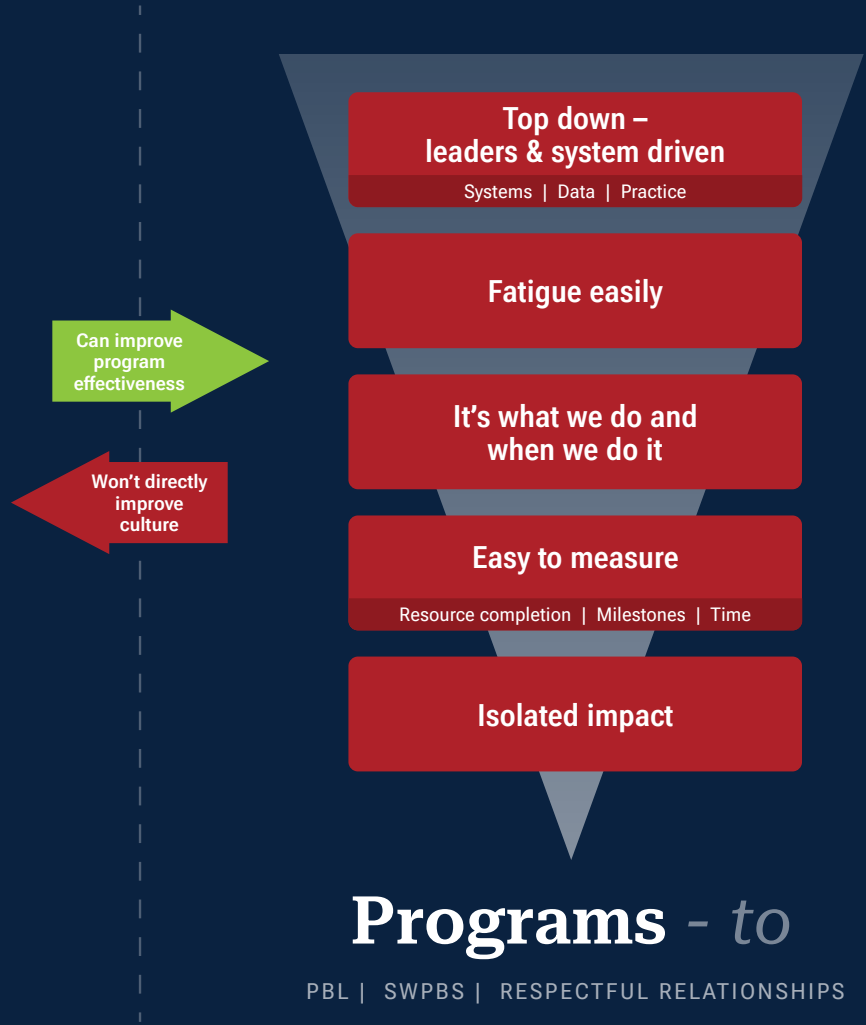 Top down –
leaders & system driven
Systems | Data | Practice
Fatigue easily
Can improve
program
effectiveness
It’s what we do and
when we do it
Won’t directly
improve
culture
Easy to measure
Resource completion | Milestones | Time
Isolated impact
Programs - to
PBL | SWPBS | RESPECTFUL RELATIONSHIPS